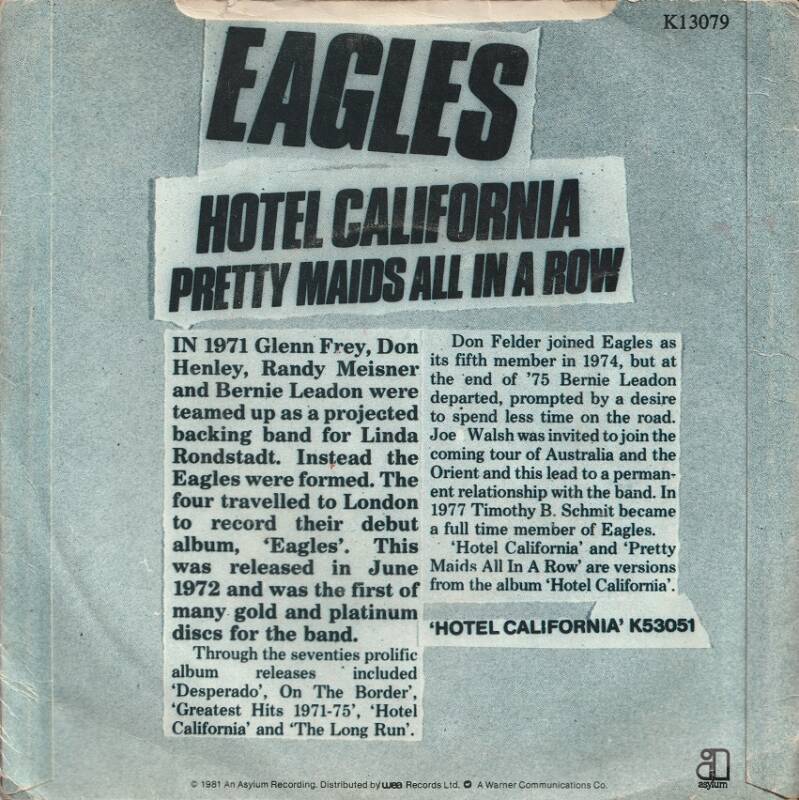 K13079
EAGLES
HOTEL CALIFORNIA
PRETTY MAIDS ALL IN A ROW
IN 1971 Glenn Frey, Don
Henley, Randy Meisner
and Bernie Leadon were
teamed up as a projected
backing band for Linda
Rondstadt. Instead the
Eagles were formed. The
four travelled to London
to record their debut
album, ‘Eagles’. This
was released in June
1972 and was the first of
many gold and platinum
discs for the band.
Through the seventies prolific
album releases included
‘Desperado’, On The Border’,
‘Greatest Hits 1971-75’, ‘Hotel
California’ and ‘The Long Run’.
Don Felder joined Eagles as
its fifth member in 1974, but at
the end of ’75 Bernie Leadon
departed, prompted by a desire
to spend less time on the road.
Joe Walsh was invited to join the
coming tour of Australia and the
Orient and this lead to a perman-
ent relationship with the band. In
1977 Timothy B. Schmit became
a full time member of Eagles.
‘Hotel California’ and ‘Pretty
Maids All In A Row’ are versions
from the album ‘Hotel California’.
‘HOTEL CALIFORNIA’ K53051
asylum
© 1981 An Asylum Recording. Distributed by wea Records Ltd. A Warner Communications Co.